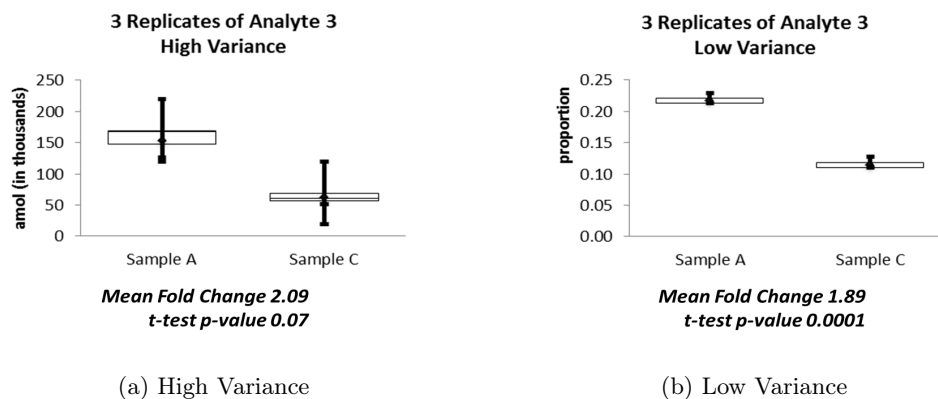 3 Replicates of Analyte 3
High Variance
amol (in thousands)
250
200
150
100
50
0
Sample A
Sample C
Mean Fold Change 2.09
t-test p-value 0.07
(a) High Variance
3 Replicates of Analyte 3
Low Variance
proportion
0.25
0.20
0.15
0.10
0.05
0.00
Sample A
Sample C
Mean Fold Change 1.89
t-test p-value 0.0001
(b) Low Variance